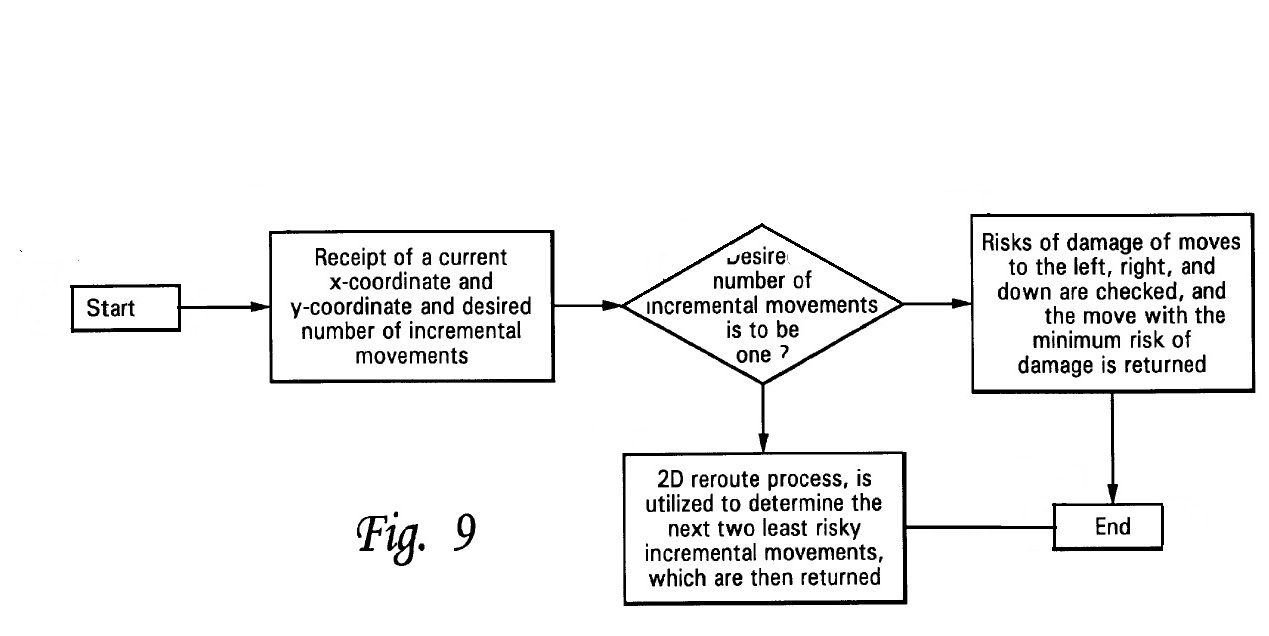 Start
Receipt of a current
x-coordinate and
y-coordinate and desired
number of incremental
movements
number of
incremental movements
is to be
one ?
Risks of damage of moves
to the left, right, and
down are checked, and
the move with the
minimum risk of
damage is returned
2D reroute process, is
utilized to determine the
next two least risky
incremental movements,
which are then returned
End
Fig. 9